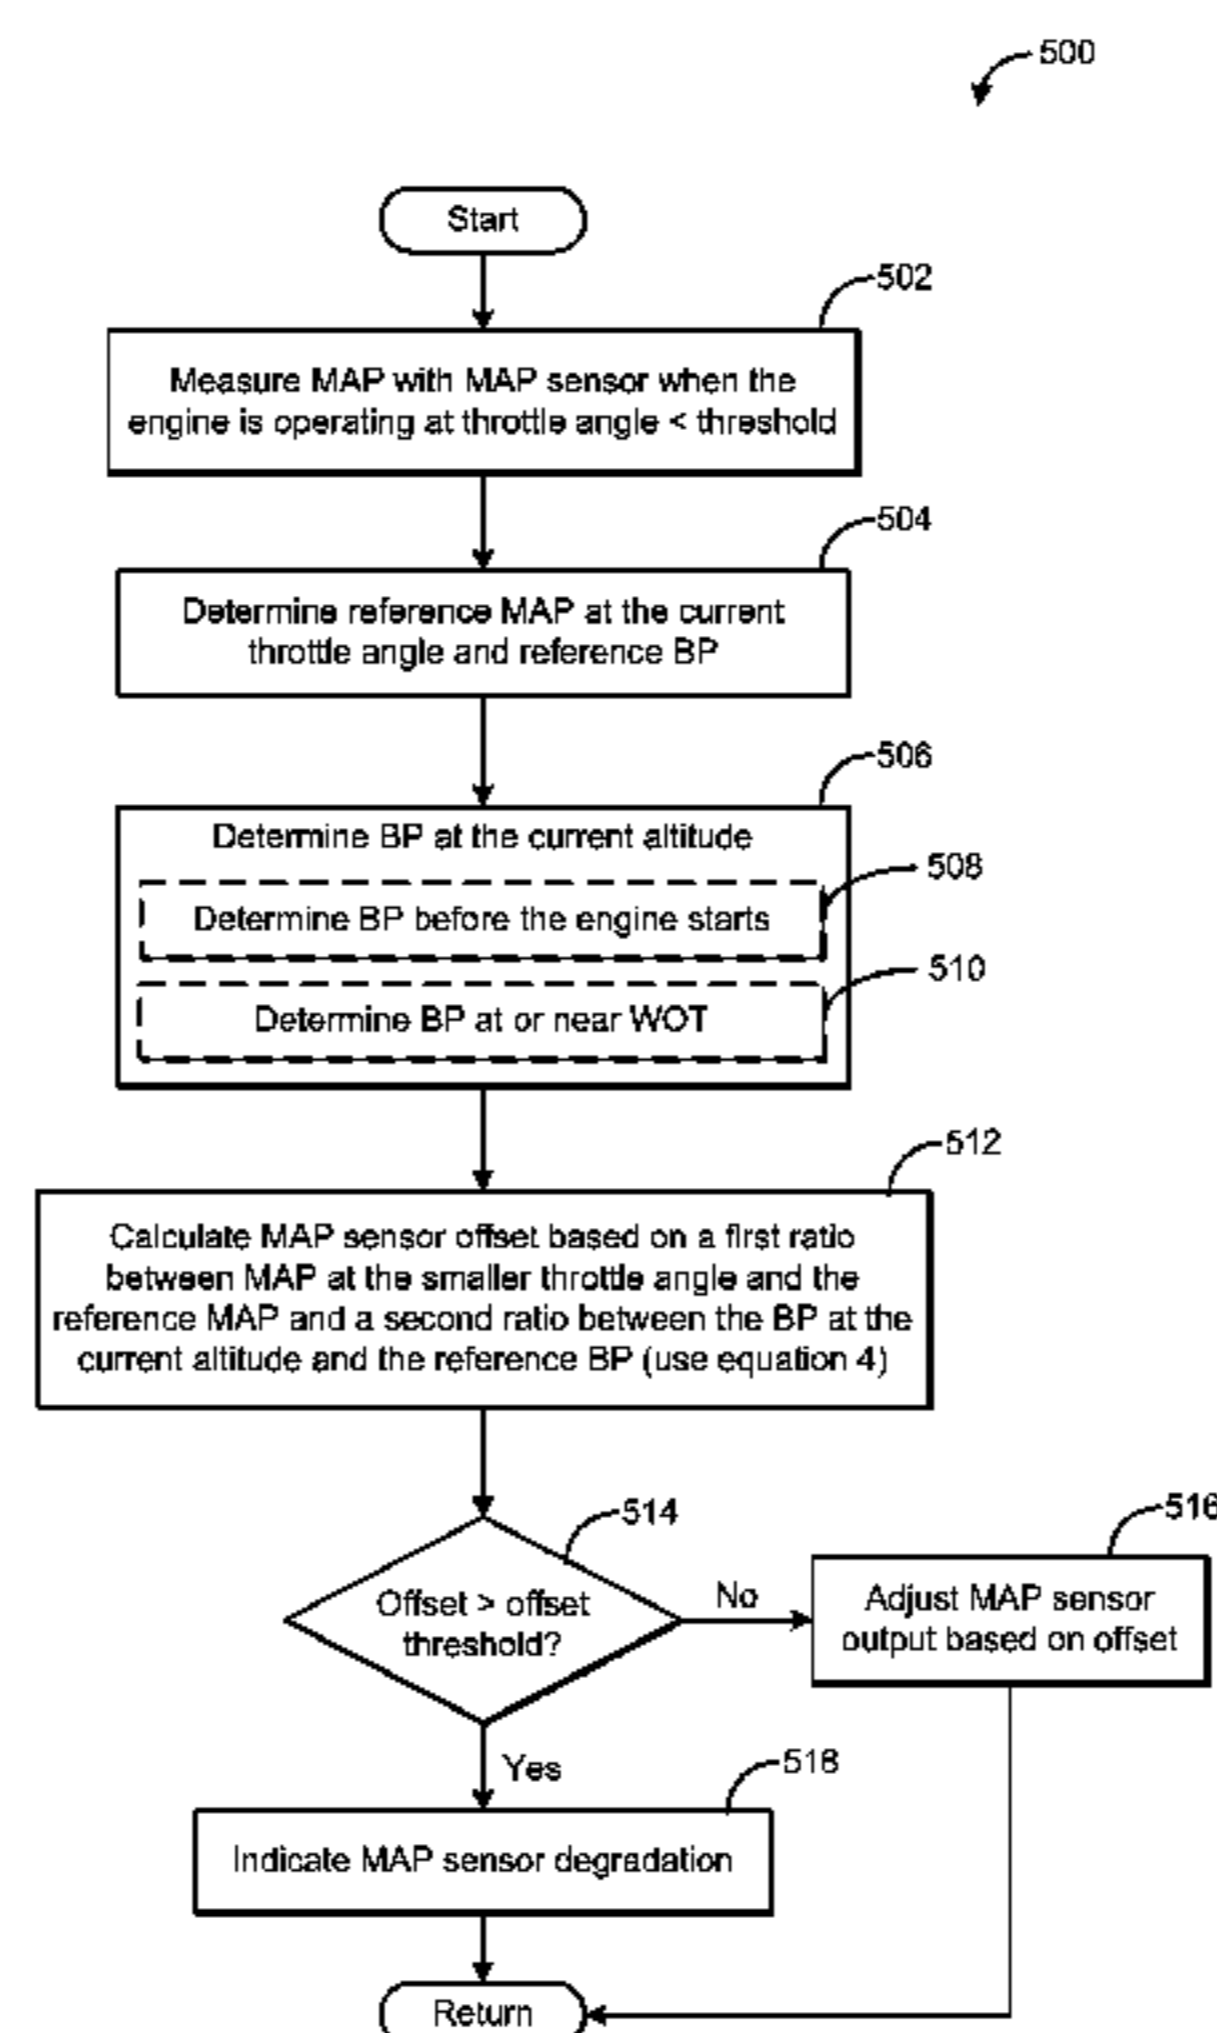 500
Start
502
Measure MAP with MAP sensor when the
engine is operating at throttle angle < threshold
504
Determine reference MAP at the current
throttle angle and reference BP
506
Determine BP at the current altitude
508
Determine BP before the engine starts
510
Determine BP at or near WOT
512
Calculate MAP sensor offset based on a first ratio
between MAP at the smaller throttle angle and the
reference MAP and a second ratio between the BP at the
current altitude and the reference BP (use equation 4)
514
Offset > offset
threshold?
No
516
Adjust MAP sensor
output based on offset
Yes
518
Indicate MAP sensor degradation
Return